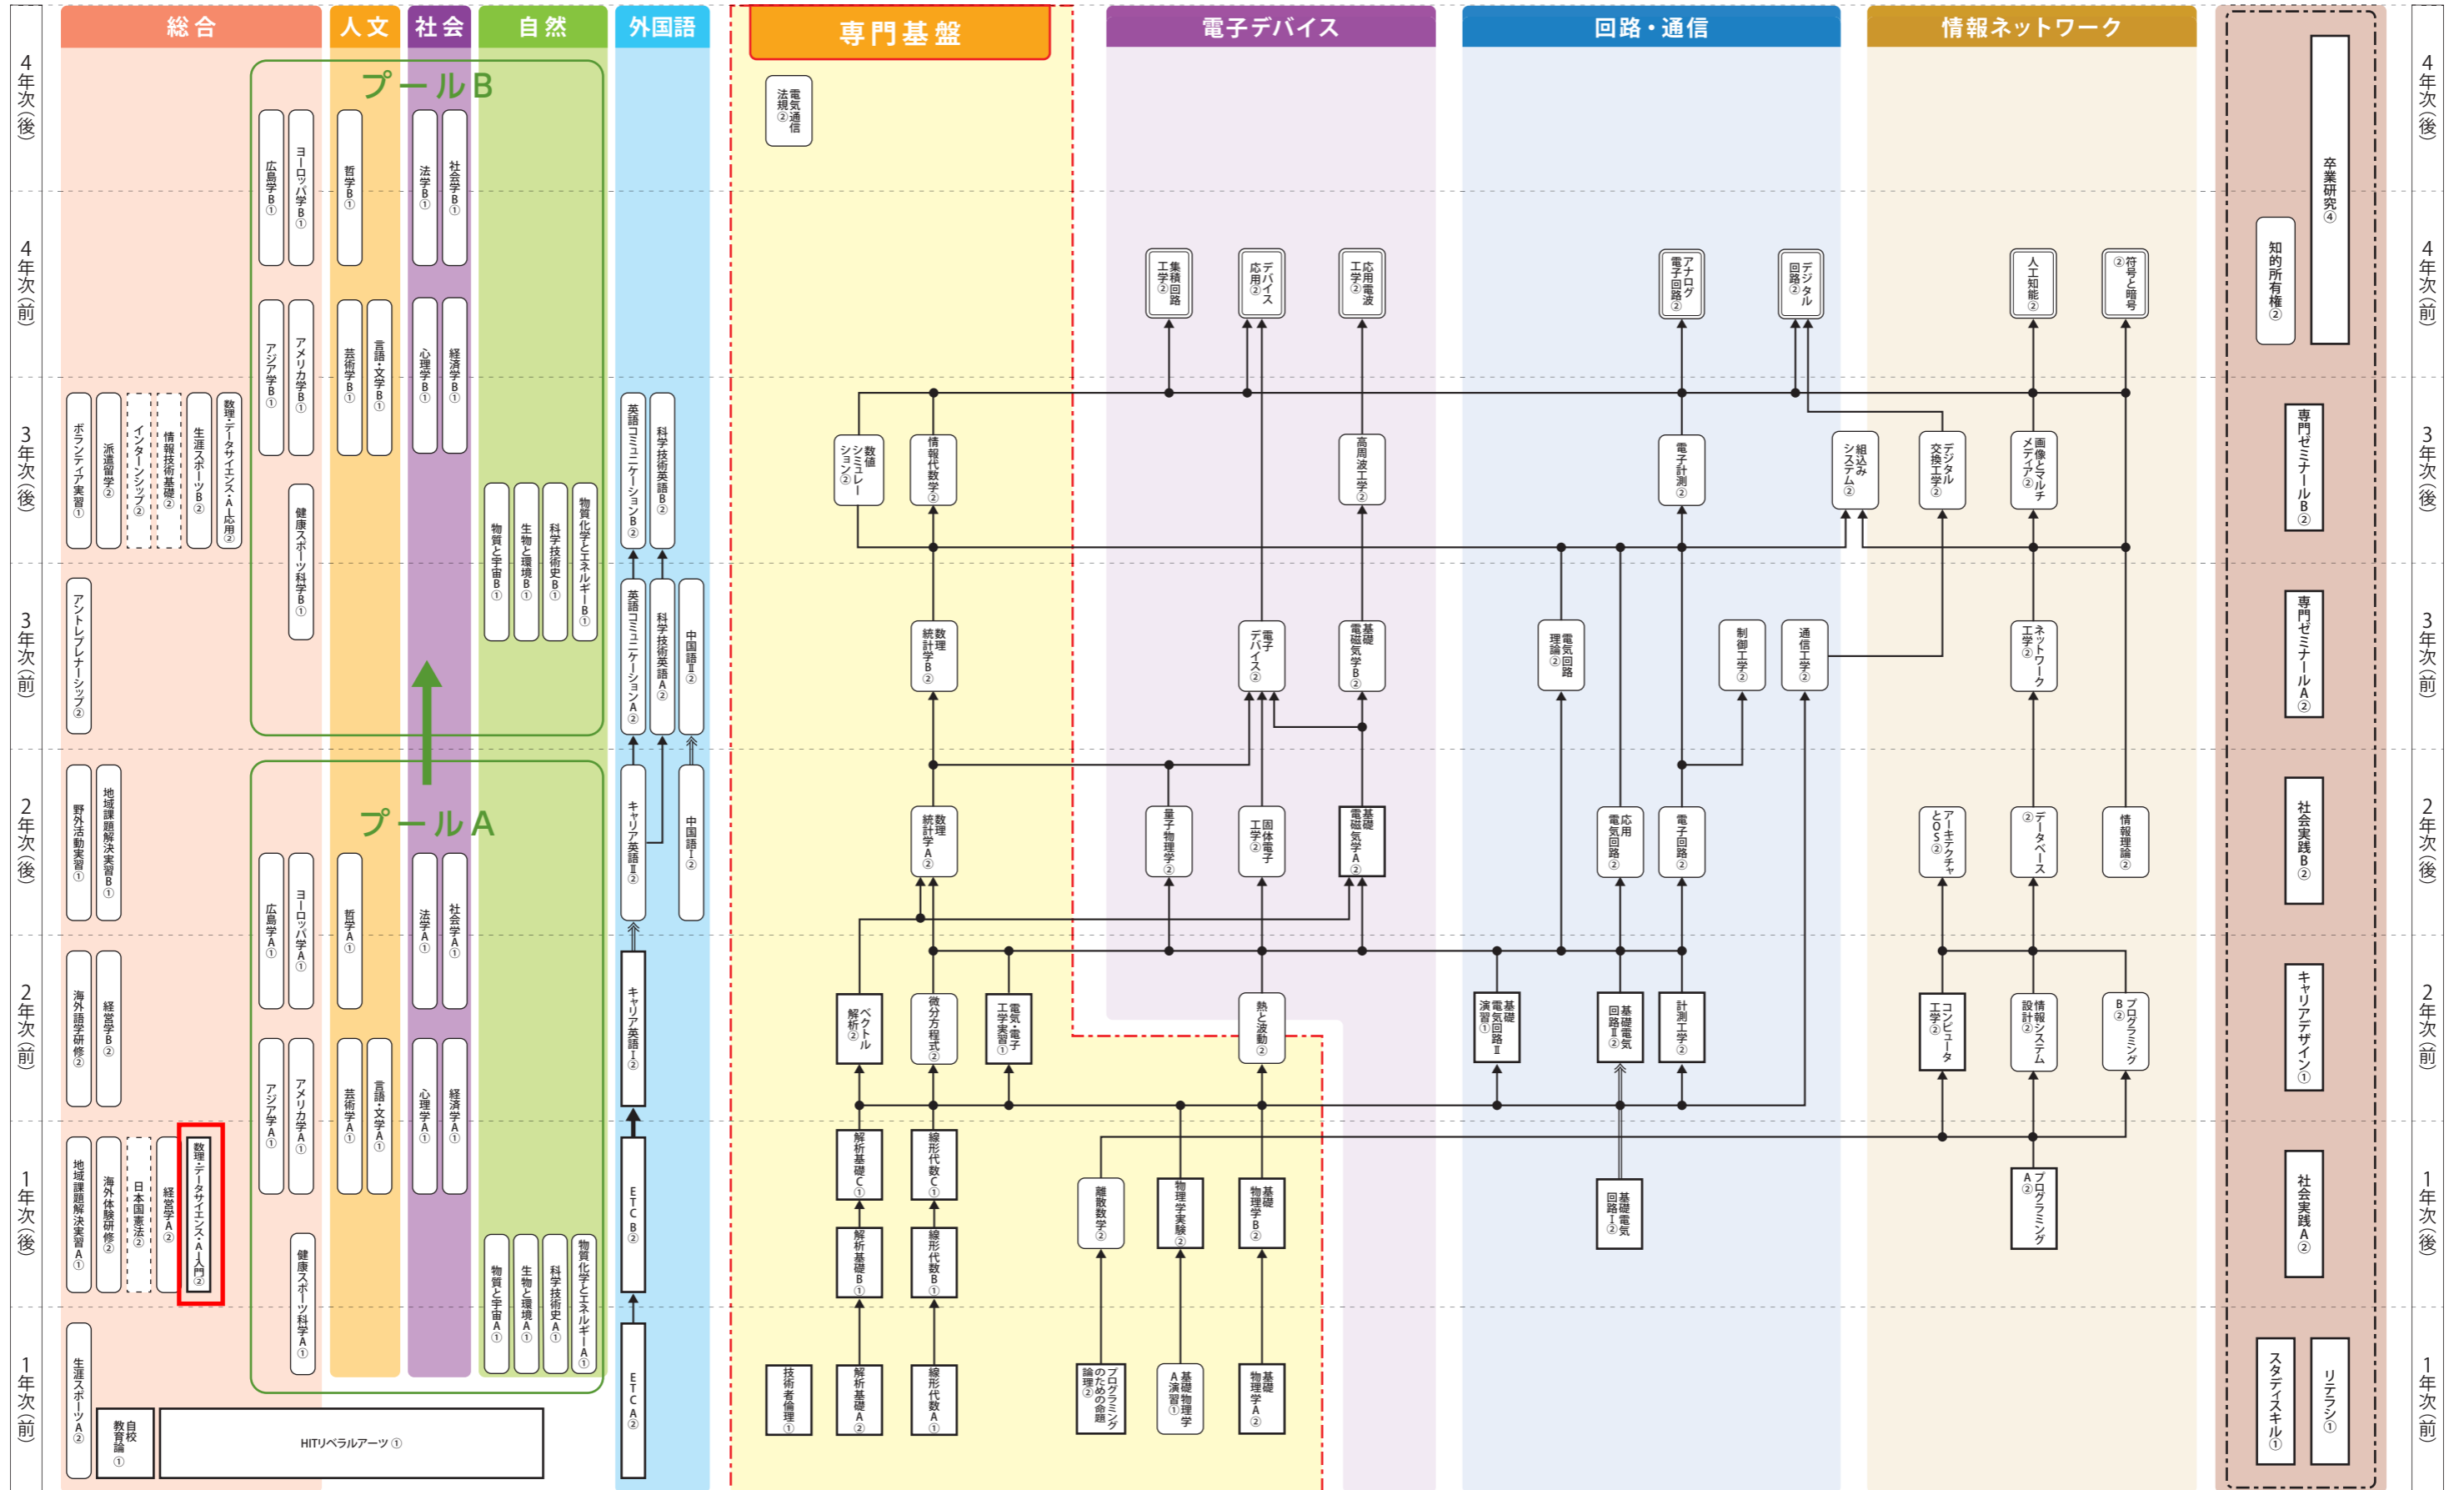 総合
人文
社会
自然
外国語
専門基盤
電子デバイス
回路・通信
情報ネットワーク
4年次(後)
プールB
広島学B①
ヨーロッパ学B①
哲学B①
法学B①
社会学B①
電気通信
法規②
卒業研究④
4年次(後)
4年次(前)
アジア学B①
アメリカ学B①
芸術学B①
言語・文学B①
心理学B①
経済学B①
集積回路
工学②
デバイス
応用②
応用電波
工学②
アナログ
電子回路②
デジタル
回路②
人工知能②
符号と暗号
②
知的所有権②
4年次(前)
3年次(後)
ボランティア実習①
派遣留学②
インターンシップ②
情報技術基礎②
生涯スポーツB②
数理・データサイエンス・AI応用②
健康スポーツ科学B①
物質と宇宙B①
生物と環境B①
科学技術史B①
物質化学とエネルギーB①
英語コミュニケーションB②
科学技術英語B②
数値
シミュレー
ション②
情報代数学②
高周波工学②
電子計測②
組込み
システム②
デジタル
交換工学②
画像とマルチ
メディア②
専門ゼミナールB②
3年次(後)
3年次(前)
アントレプレナーシップ②
英語コミュニケーションA②
科学技術英語A②
中国語Ⅱ②
数理
統計学B②
電子
デバイス②
基礎
電磁気学B②
電気回路
理論②
制御工学②
通信工学②
ネットワーク
工学②
専門ゼミナールA②
3年次(前)
2年次(後)
野外活動実習①
地域課題解決実習B①
プールA
広島学A①
ヨーロッパ学A①
哲学A①
法学A①
社会学A①
キャリア英語Ⅱ②
中国語Ⅰ②
数理
統計学A②
量子物理学②
固体電子
工学②
基礎
電磁気学A②
応用
電気回路②
電子回路②
アーキテクチャ
とOS②
データベース
②
情報理論②
社会実践B②
2年次(後)
2年次(前)
海外語学研修②
経営学B②
アジア学A①
アメリカ学A①
芸術学A①
言語・文学A①
心理学A①
経済学A①
キャリア英語Ⅰ②
ベクトル
解析②
微分方程式②
電気・電子
工学実習①
熱と波動②
基礎
電気回路Ⅱ
演習①
基礎電気
回路Ⅱ②
計測工学②
コンピュータ
工学②
情報システム
設計②
プログラミング
B②
キャリアデザイン①
2年次(前)
1年次(後)
地域課題解決実習A①
海外体験研修②
日本国憲法②
経営学A②
数理・データサイエンス・AI入門②
健康スポーツ科学A①
物質と宇宙A①
生物と環境A①
科学技術史A①
物質化学とエネルギーA①
ETC B②
解析基礎C①
線形代数C①
解析基礎B①
線形代数B①
離散数学②
物理学実験②
基礎
物理学B②
基礎電気
回路Ⅰ②
プログラミング
A②
社会実践A②
1年次(後)
1年次(前)
生涯スポーツA②
自校
教育論①
HITリベラルアーツ ①
ETC A②
技術者倫理①
解析基礎A②
線形代数A①
プログラミング
のための命題
論理②
基礎物理学
A演習①
基礎
物理学A②
スタディスキル①
リテラシ①
1年次(前)